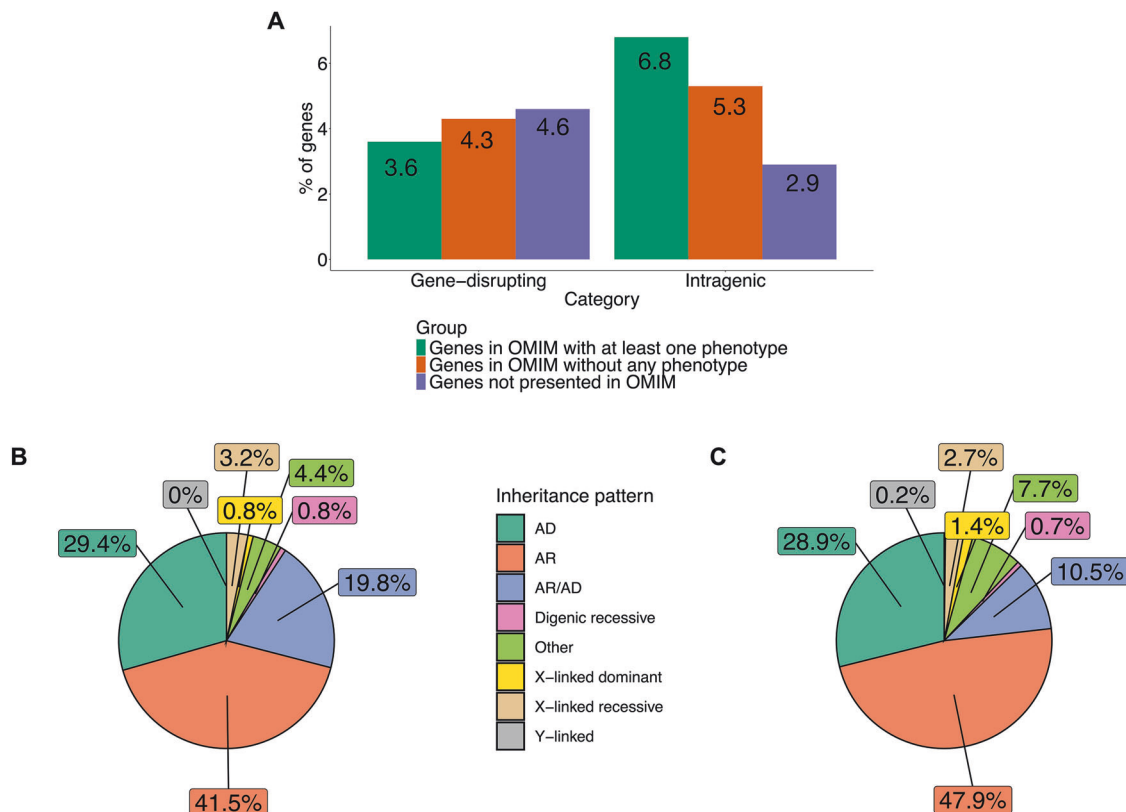 A
% of genes
6
4
2
0
3.6
4.3
4.6
6.8
5.3
2.9
Gene-disrupting
Intragenic
Category
Group
Genes in OMIM with at least one phenotype
Genes in OMIM without any phenotype
Genes not presented in OMIM
B
3.2%
4.4%
0%
0.8%
0.8%
29.4%
19.8%
41.5%
Inheritance pattern
AD
AR
AR/AD
Digenic recessive
Other
X-linked dominant
X-linked recessive
Y-linked
C
2.7%
7.7%
0.2%
1.4%
0.7%
28.9%
10.5%
47.9%